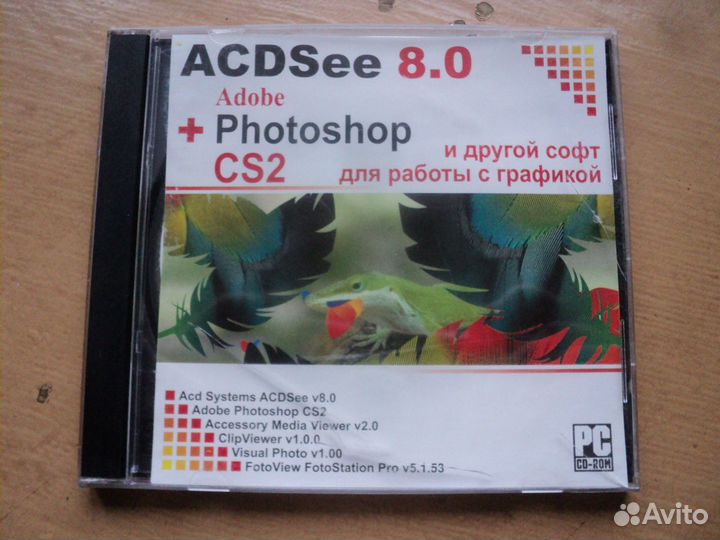 ACDSee 8.0
Adobe
+ Photoshop
CS2
и другой софт
для работы с графикой
Acd Systems ACDSee v8.0
Adobe Photoshop CS2
Accessory Media Viewer v2.0
ClipViewer v1.0.0
Visual Photo v1.00
FotoView FotoStation Pro v5.1.53
PC
CD-ROM
Avito